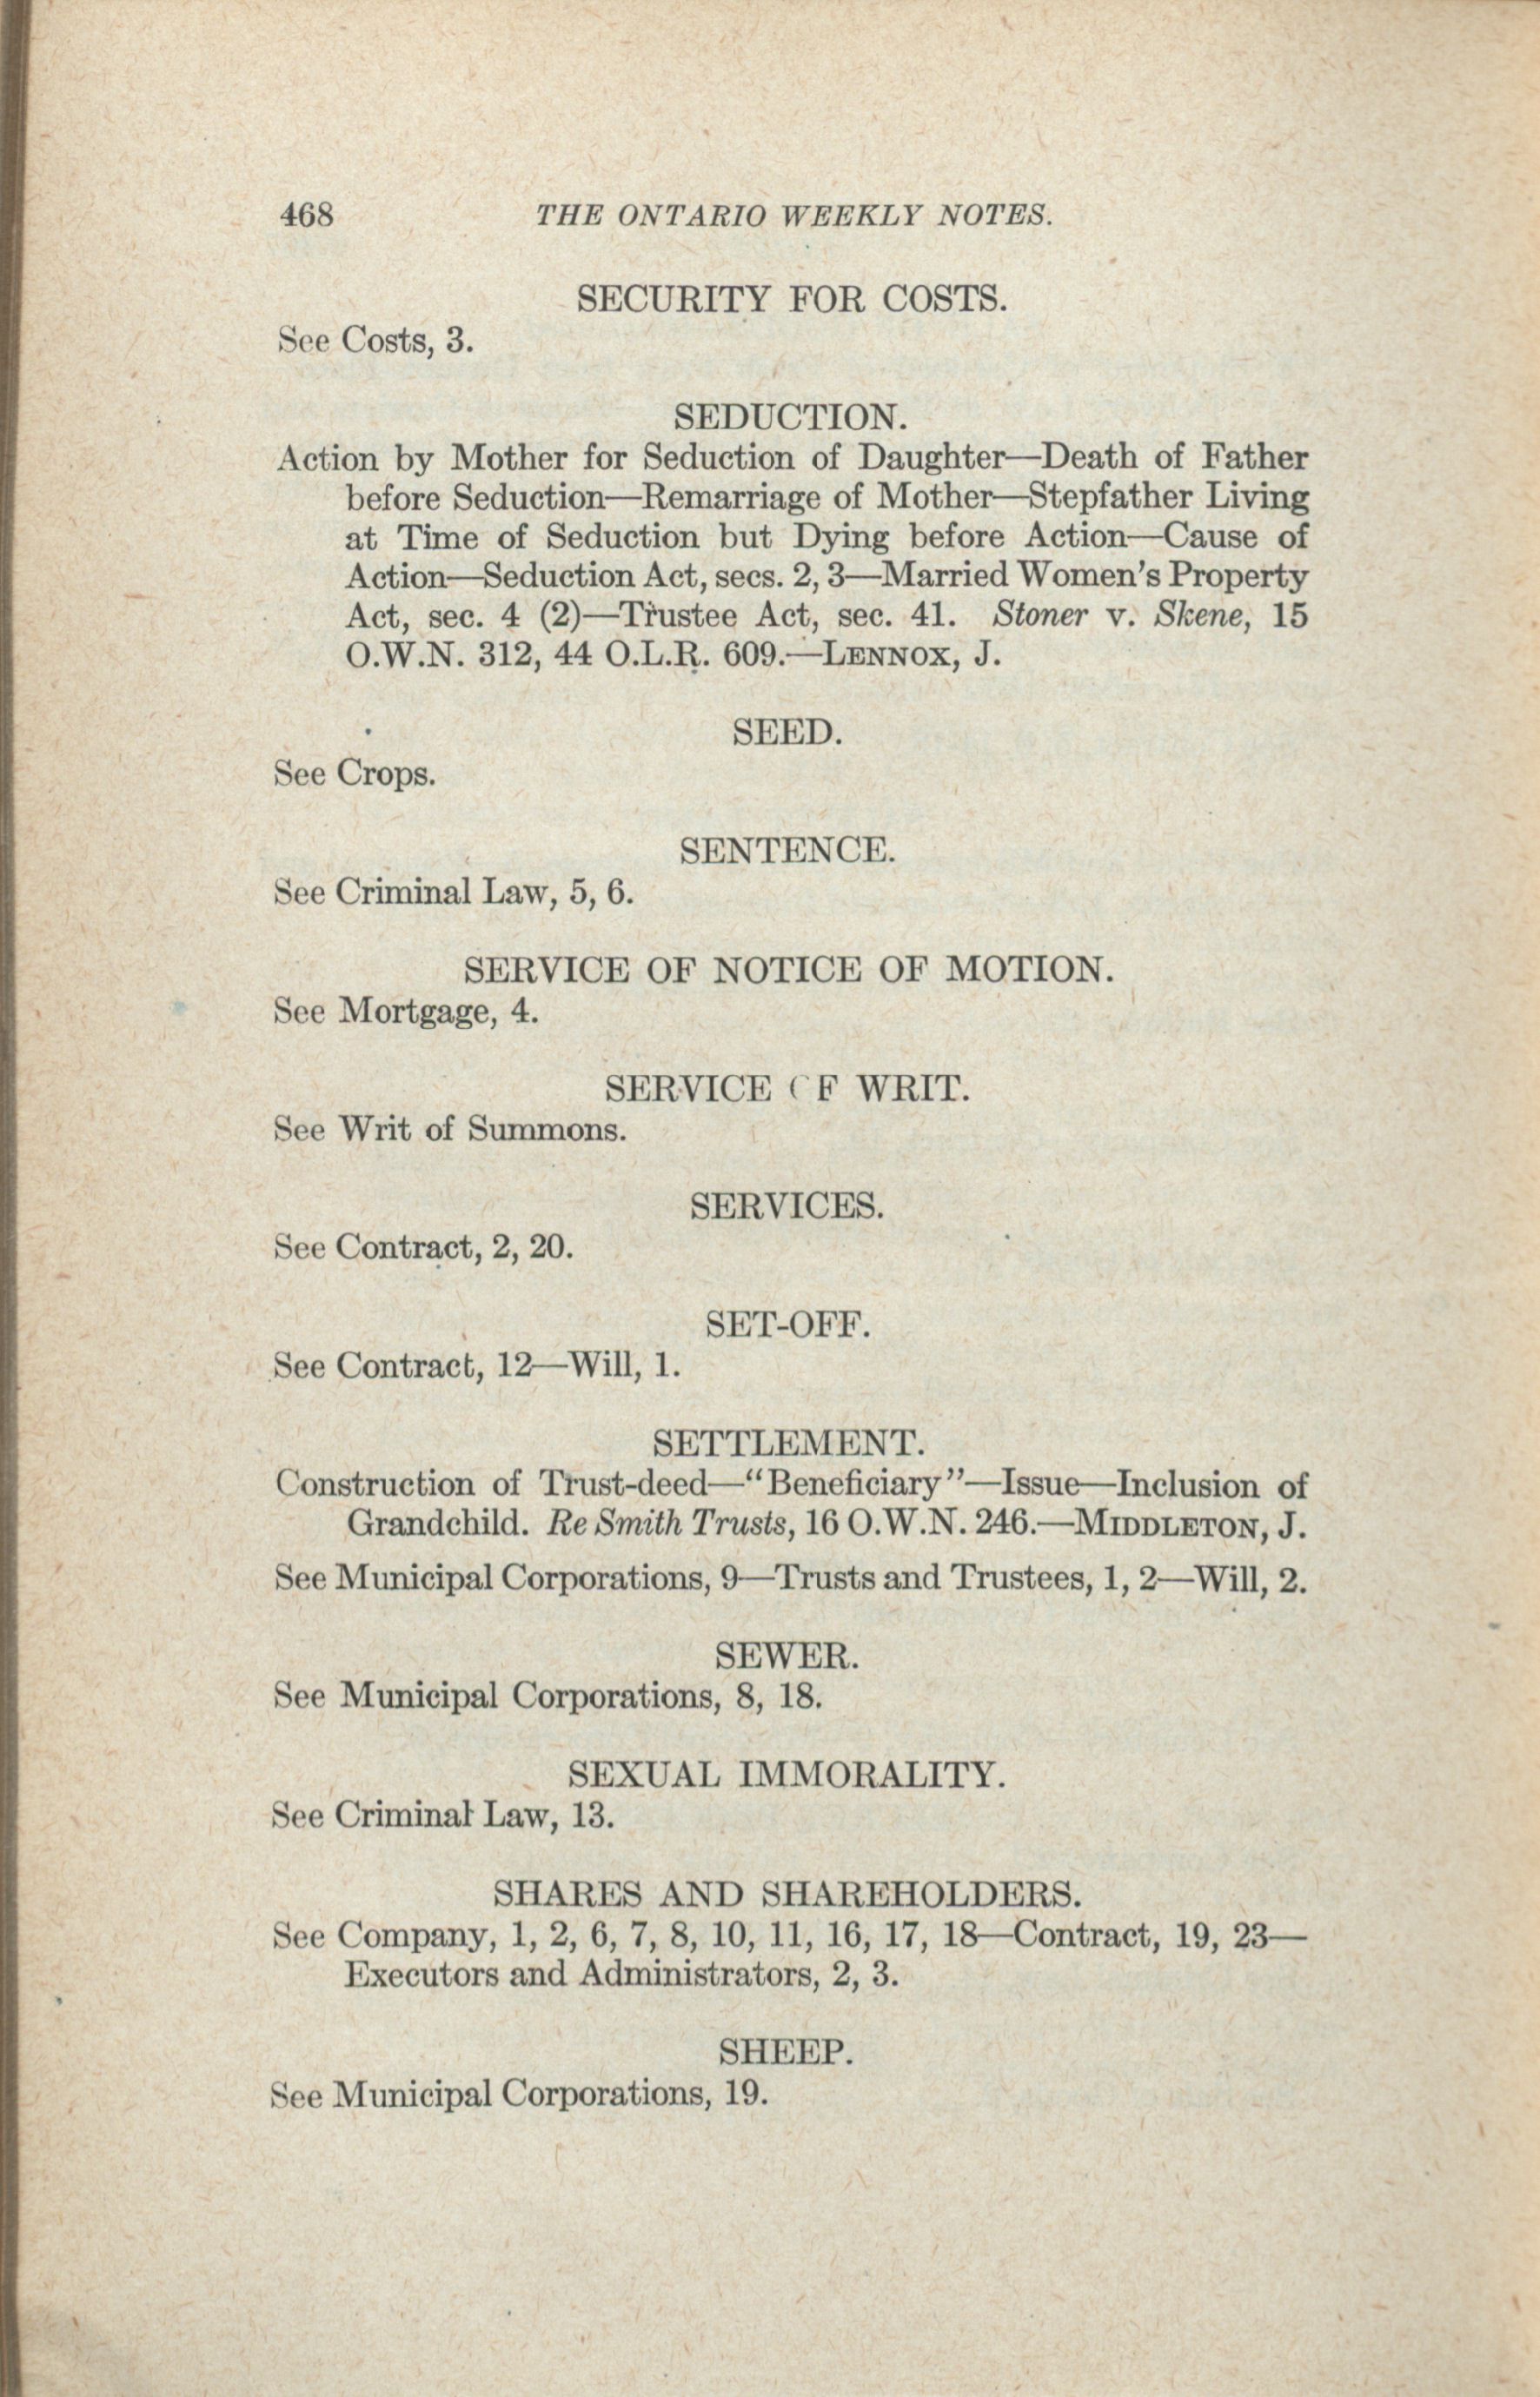 468 THE ONTARIO WEEKLY NOTES.
SECURITY FOR COSTS.
See Costs, 3.
SEDUCTION.
Action by Mother for Seduction of Daughter—Death of Father
before Seduction—Remarriage of Mother—Stepfather Living
at Time of Seduction but Dying before Action—Cause of
Action—Seduction Act, secs. 2, 3—Married Women's Property
Act, sec. 4 (2)—Trustee Act, sec. 41. Stoner v. Skene, 15
O.W.N. 312, 44 O.L.R. 609.—LENNOX, J.
SEED.
See Crops.
SENTENCE.
See Criminal Law, 5, 6.
SERVICE OF NOTICE OF MOTION.
See Mortgage, 4.
SERVICE OF WRIT.
See Writ of Summons.
SERVICES.
See Contract, 2, 20.
SET-OFF.
See Contract, 12—Will, 1.
SETTLEMENT.
Construction of Trust-deed—"Beneficiary"—Issue—Inclusion of
Grandchild. Re Smith Trusts, 16 O.W.N. 246.—MIDDLETON, J.
See Municipal Corporations, 9—Trusts and Trustees, 1, 2—Will, 2.
SEWER.
See Municipal Corporations, 8, 18.
SEXUAL IMMORALITY.
See Criminal Law, 13.
SHARES AND SHAREHOLDERS.
See Company, 1, 2, 6, 7, 8, 10, 11, 16, 17, 18—Contract, 19, 23—
Executors and Administrators, 2, 3.
SHEEP.
See Municipal Corporations, 19.